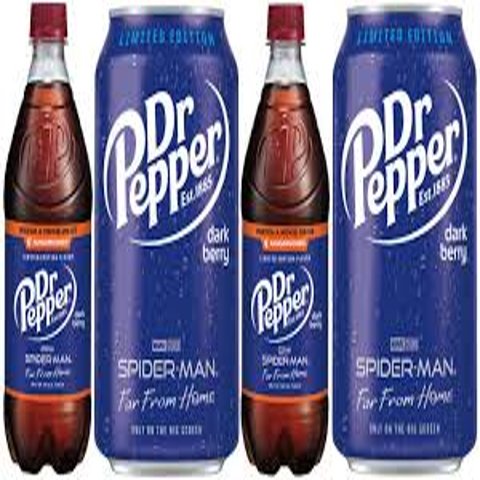 Dr
Pepper
dark
berry
SPIDER-MAN
Far From Home
LIMITED EDITION
Dr
Pepper
Est. 1885
dark
berry
SPIDER-MAN
Far From Home
ONLY ON THE BIG SCREEN
Dr
Pepper
dark
berry
SPIDER-MAN
Far From Home
LIMITED EDITION
Dr
Pepper
Est. 1885
dark
berry
SPIDER-MAN
Far From Home
ONLY ON THE BIG SCREEN